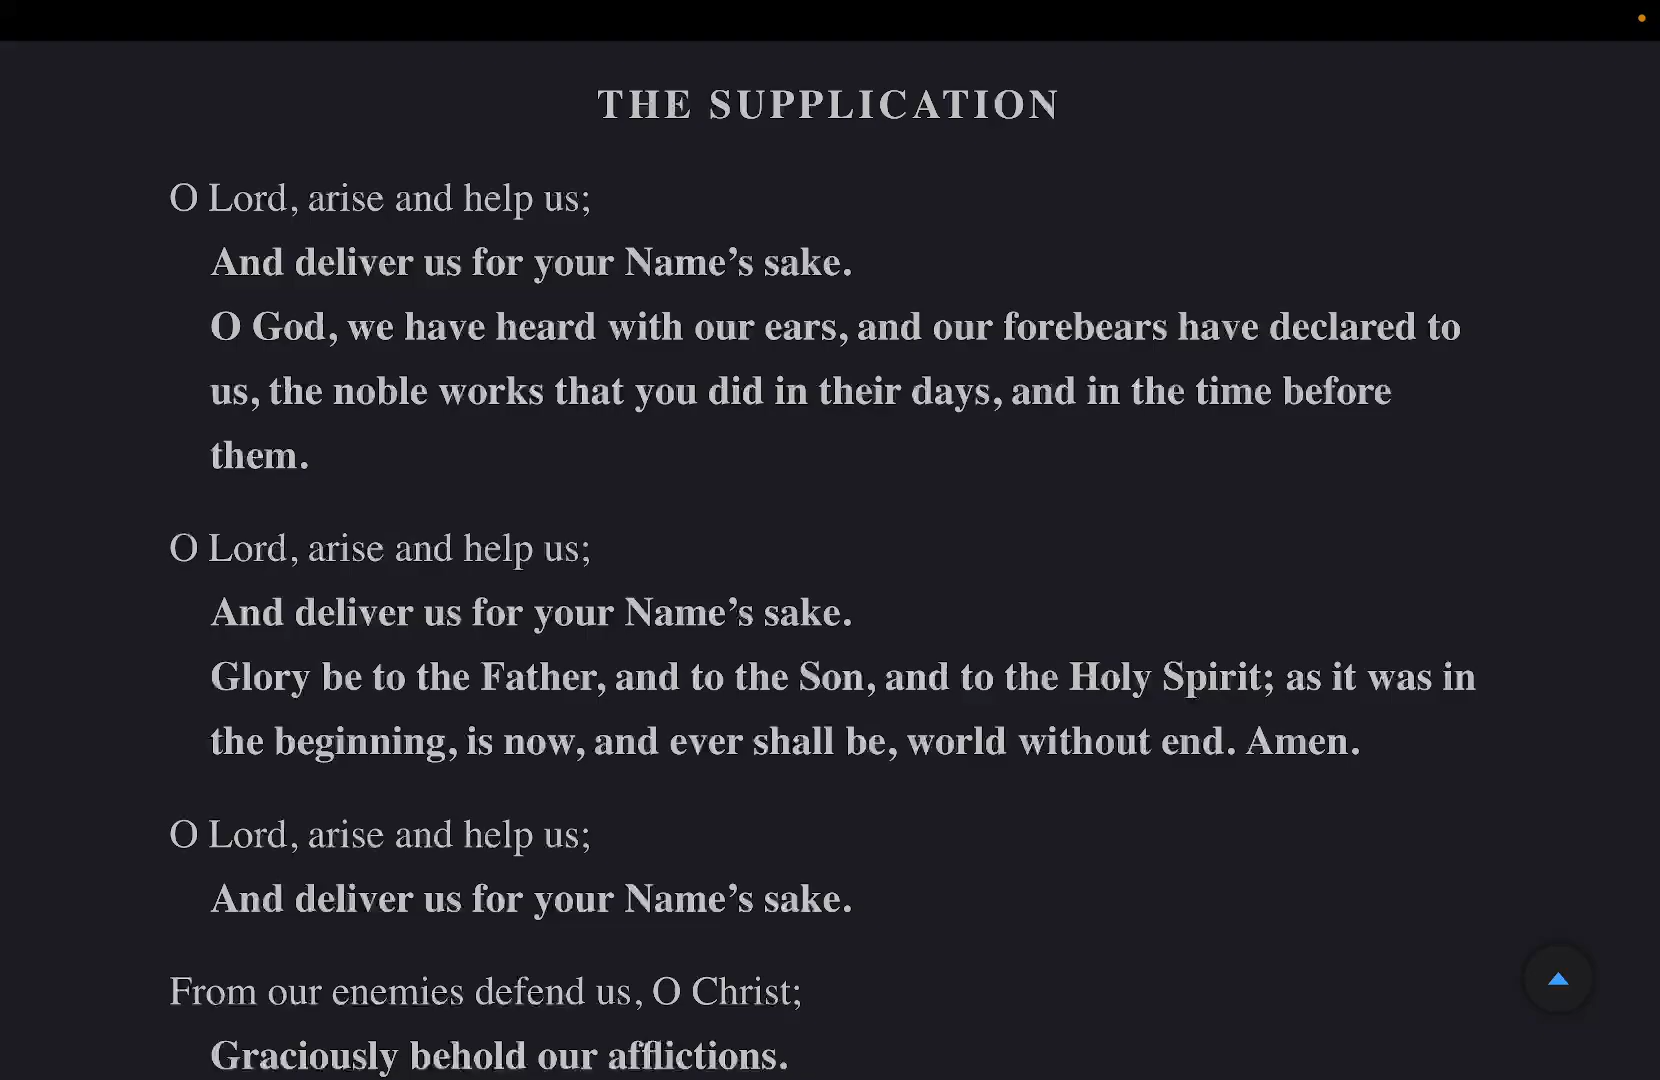 THE SUPPLICATION
O Lord, arise and help us;
And deliver us for your Name’s sake.
O God, we have heard with our ears, and our forebears have declared to
us, the noble works that you did in their days, and in the time before
them.
O Lord, arise and help us;
And deliver us for your Name’s sake.
Glory be to the Father, and to the Son, and to the Holy Spirit; as it was in
the beginning, is now, and ever shall be, world without end. Amen.
O Lord, arise and help us;
And deliver us for your Name’s sake.
From our enemies defend us, O Christ;
Graciously behold our afflictions.